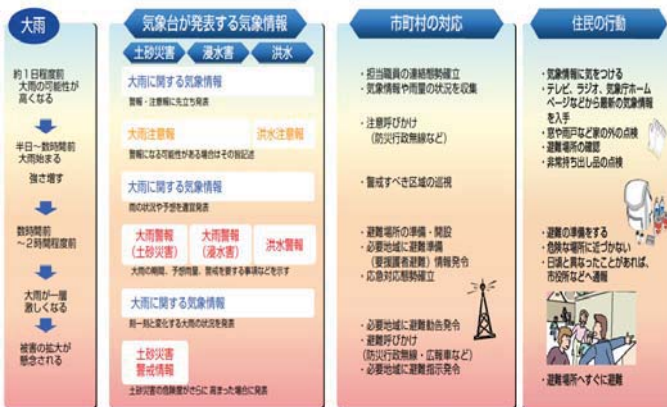 大雨
約1日程度前
大雨の可能性が
高くなる
半日～数時間前
大雨始まる
強さ増す
数時間前
～2時間程度前
大雨が一層
激しくなる
被害の拡大が
懸念される
気象台が発表する気象情報
土砂災害
浸水害
洪水
大雨に関する気象情報
警報・注意報に先立ち発表
大雨注意報
洪水注意報
警報になる可能性がある場合はその旨記述
大雨に関する気象情報
雨の状況や予想を適宜発表
大雨警報
(土砂災害)
大雨警報
(浸水害)
洪水警報
大雨の期間、予想雨量、警戒を要する事項などを示す
大雨に関する気象情報
刻一刻と変化する大雨の状況を発表
土砂災害
警戒情報
土砂災害の危険度がさらに高まった場合に発表
市町村の対応
・担当職員の連絡態勢確立
・気象情報や雨量の状況を収集
・注意呼びかけ
(防災行政無線など)
・警戒すべき区域の巡視
・避難場所の準備・開設
・必要地域に避難準備
(要援護者避難)情報発令
・応急対応態勢確立
・必要地域に避難勧告発令
・避難呼びかけ
(防災行政無線・広報車など)
・必要地域に避難指示発令
住民の行動
・気象情報に気をつける
・テレビ、ラジオ、気象庁ホーム
ページなどから最新の気象情報
を入手
・窓や雨戸など家の外の点検
・避難場所の確認
・非常持ち出し品の点検
・避難の準備をする
・危険な場所に近づかない
・日頃と異なったことがあれば、
市役所などへ通報
・避難場所へすぐに避難